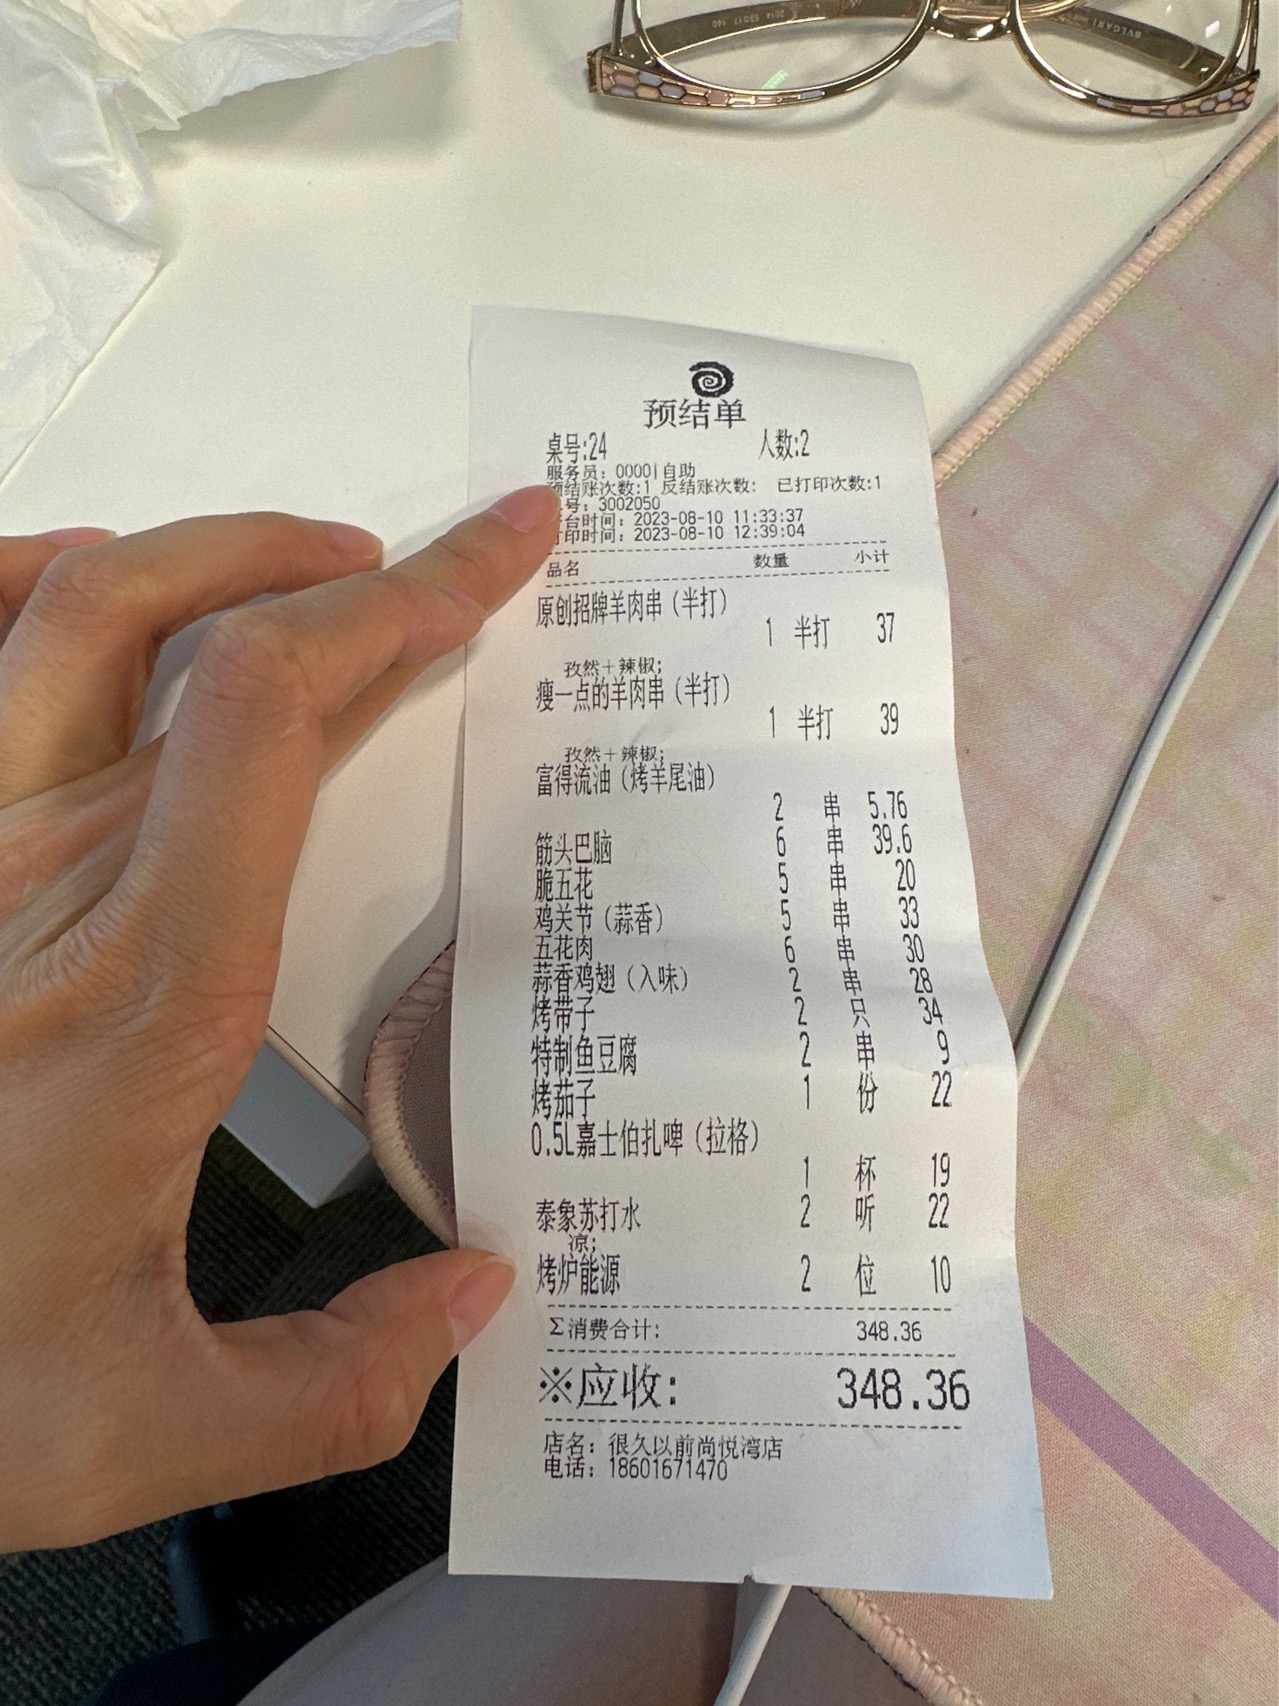 BVLGARI
2014 53□17 140
预结单
桌号:24 人数:2
服务员: 0000|自助
预结账次数:1 反结账次数: 已打印次数:1
号: 3002050
台时间: 2023-08-10 11:33:37
印时间: 2023-08-10 12:39:04
品名 数量 小计
原创招牌羊肉串(半打)
1 半打 37
孜然+辣椒;
瘦一点的羊肉串(半打)
1 半打 39
孜然+辣椒;
富得流油(烤羊尾油)
2 串 5.76
筋头巴脑 6 串 39.6
脆五花 5 串 20
鸡关节(蒜香) 5 串 33
五花肉 6 串 30
蒜香鸡翅(入味) 2 串 28
烤带子 2 只 34
特制鱼豆腐 2 串 9
烤茄子 1 份 22
0.5L嘉士伯扎啤(拉格)
1 杯 19
泰象苏打水 2 听 22
凉;
烤炉能源 2 位 10
Σ消费合计: 348.36
※应收: 348.36
店名: 很久以前尚悦湾店
电话: 18601671470